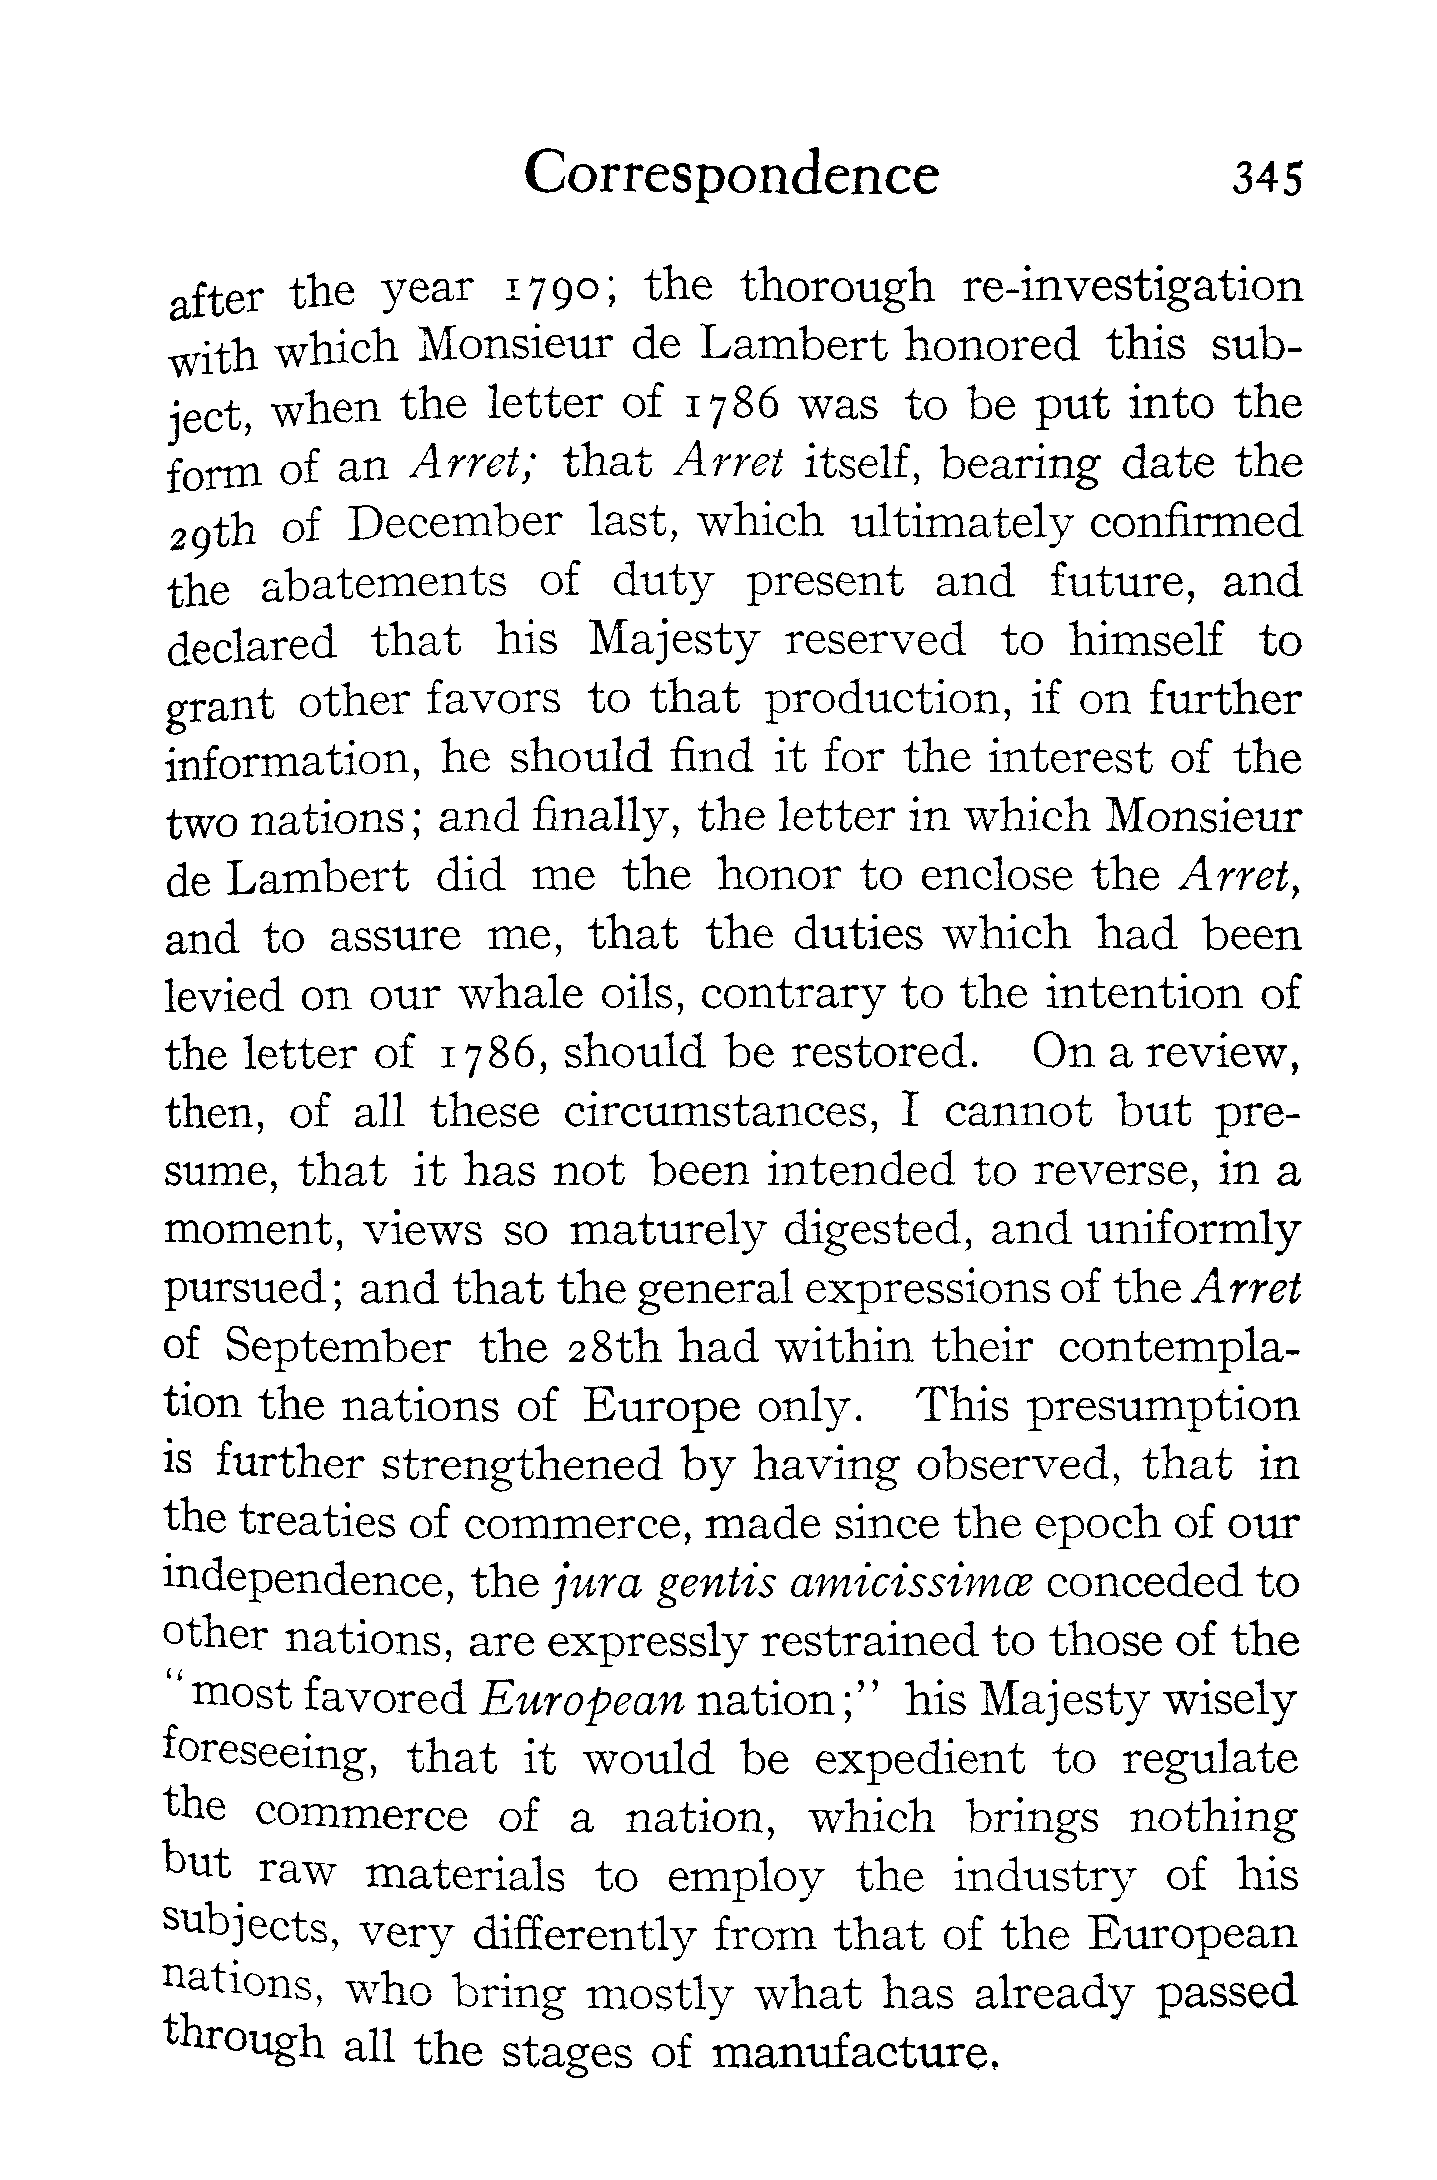 Correspondence 345
after the year 1790; the thorough re-investigation
with which Monsieur de Lambert honored this sub-
ject, when the letter of 1786 was to be put into the
form of an Arret; that Arret itself, bearing date the
29th of December last, which ultimately confirmed
the abatements of duty present and future, and
declared that his Majesty reserved to himself to
grant other favors to that production, if on further
information, he should find it for the interest of the
two nations; and finally, the letter in which Monsieur
de Lambert did me the honor to enclose the Arret,
and to assure me, that the duties which had been
levied on our whale oils, contrary to the intention of
the letter of 1786, should be restored. On a review,
then, of all these circumstances, I cannot but pre-
sume, that it has not been intended to reverse, in a
moment, views so maturely digested, and uniformly
pursued; and that the general expressions of the Arret
of September the 28th had within their contempla-
tion the nations of Europe only. This presumption
is further strengthened by having observed, that in
the treaties of commerce, made since the epoch of our
independence, the jura gentis amicissimœ conceded to
other nations, are expressly restrained to those of the
"most favored European nation;" his Majesty wisely
foreseeing, that it would be expedient to regulate
the commerce of a nation, which brings nothing
but raw materials to employ the industry of his
subjects, very differently from that of the European
nations, who bring mostly what has already passed
through all the stages of manufacture.